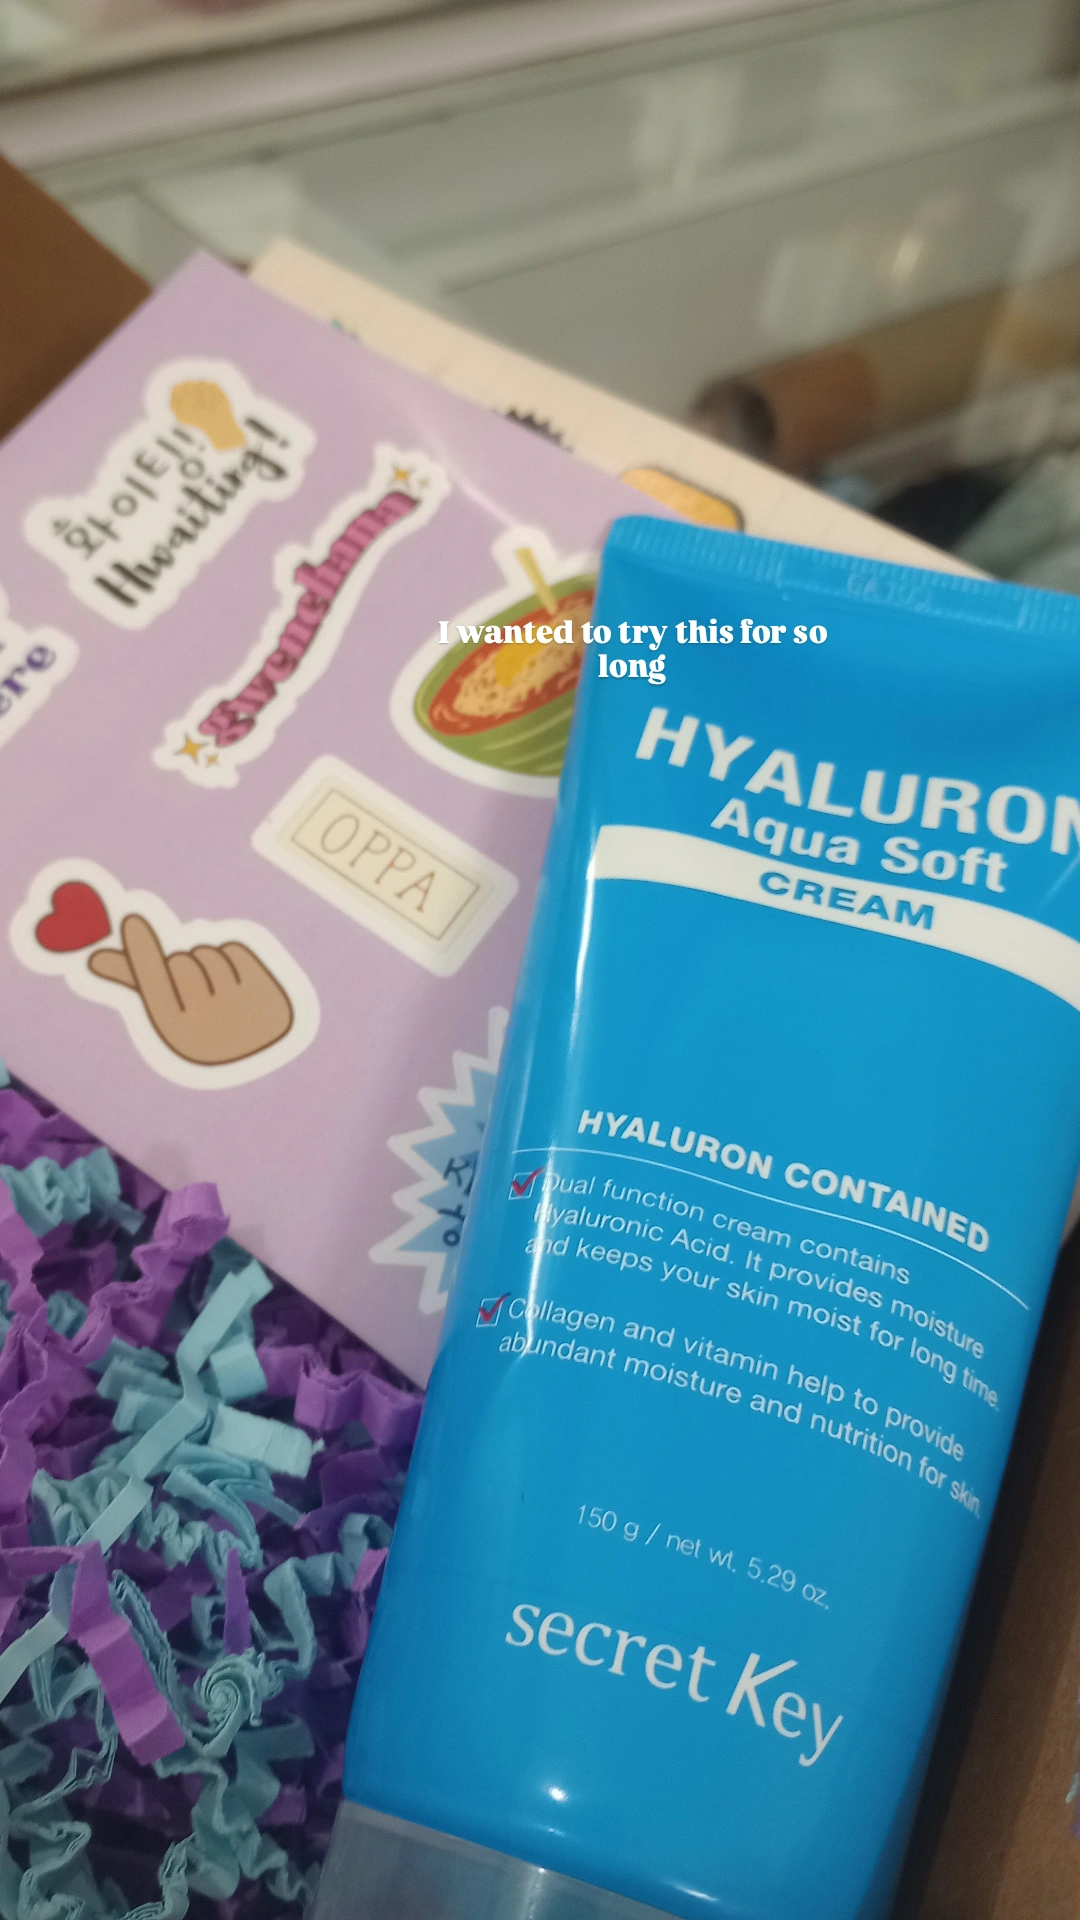 화이팅!
Hwaiting!
gwenchana
ere
OPPA
I wanted to try this for so
long
HYALURON
Aqua Soft
CREAM
HYALURON CONTAINED
Dual function cream contains
Hyaluronic Acid. It provides moisture
and keeps your skin moist for long time.
Collagen and vitamin help to provide
abundant moisture and nutrition for skin.
150 g / net wt. 5.29 oz.
secret Key